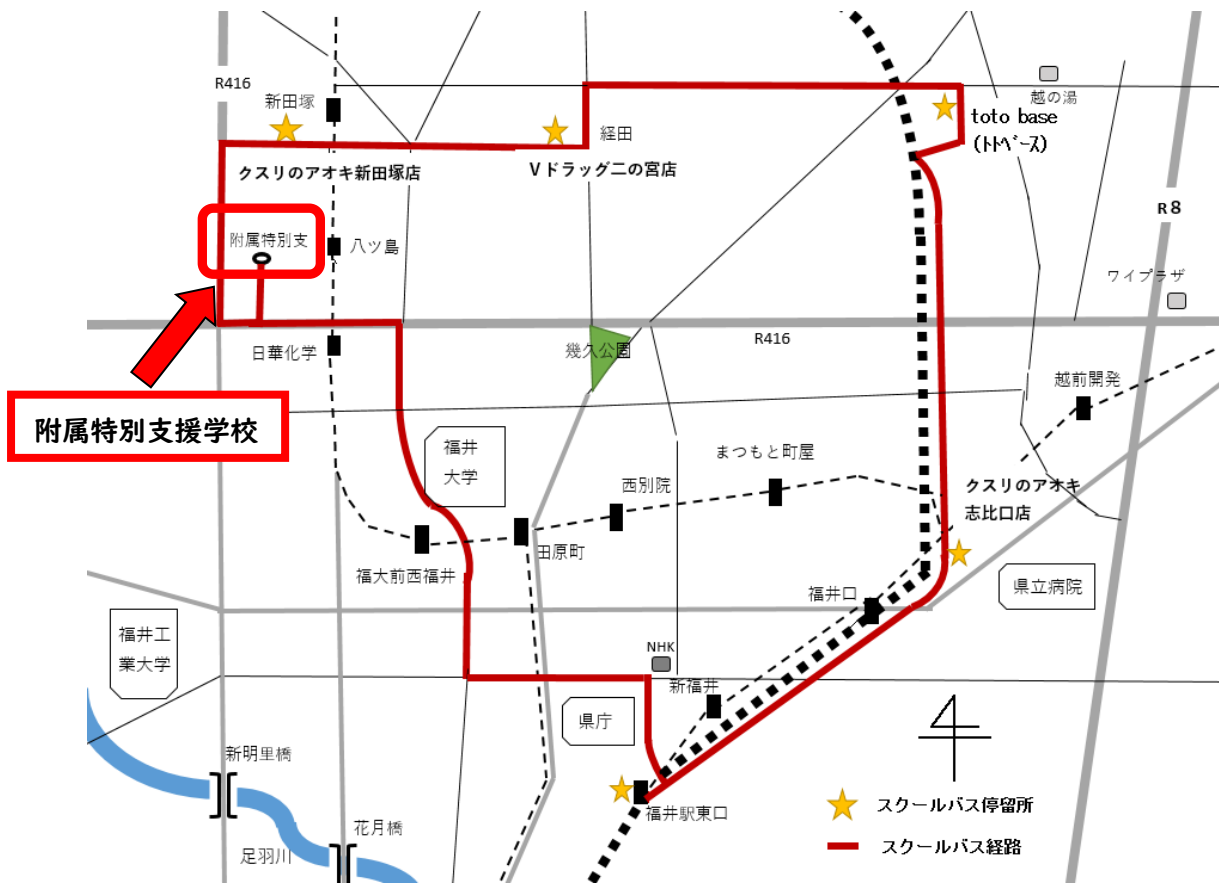 R416
新田塚
越の湯
toto base
(ﾄﾄﾍﾞｰｽ)
経田
クスリのアオキ新田塚店
Vドラッグ二の宮店
R8
附属特別支
八ツ島
ワイプラザ
日華化学
幾久公園
R416
越前開発
附属特別支援学校
福井
大学
まつもと町屋
西別院
クスリのアオキ
志比口店
田原町
福大前西福井
福井口
県立病院
福井工
業大学
NHK
新福井
県庁
新明里橋
福井駅東口
スクールバス停留所
花月橋
足羽川
スクールバス経路